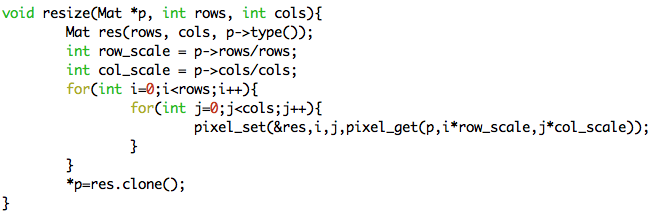 void resize(Mat *p, int rows, int cols){
        Mat res(rows, cols, p->type());
        int row_scale = p->rows/rows;
        int col_scale = p->cols/cols;
        for(int i=0;i<rows;i++){
                for(int j=0;j<cols;j++){
                        pixel_set(&res,i,j,pixel_get(p,i*row_scale,j*col_scale));
                }
        }
        *p=res.clone();
}